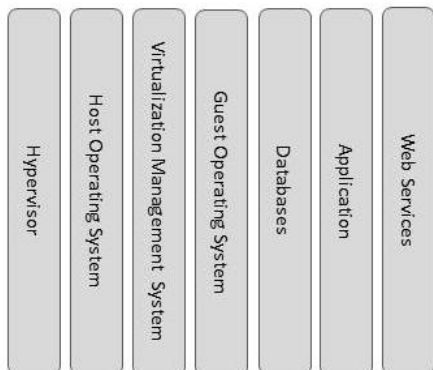 Hypervisor
Host Operating System
Virtualization Management System
Guest Operating System
Databases
Application
Web Services